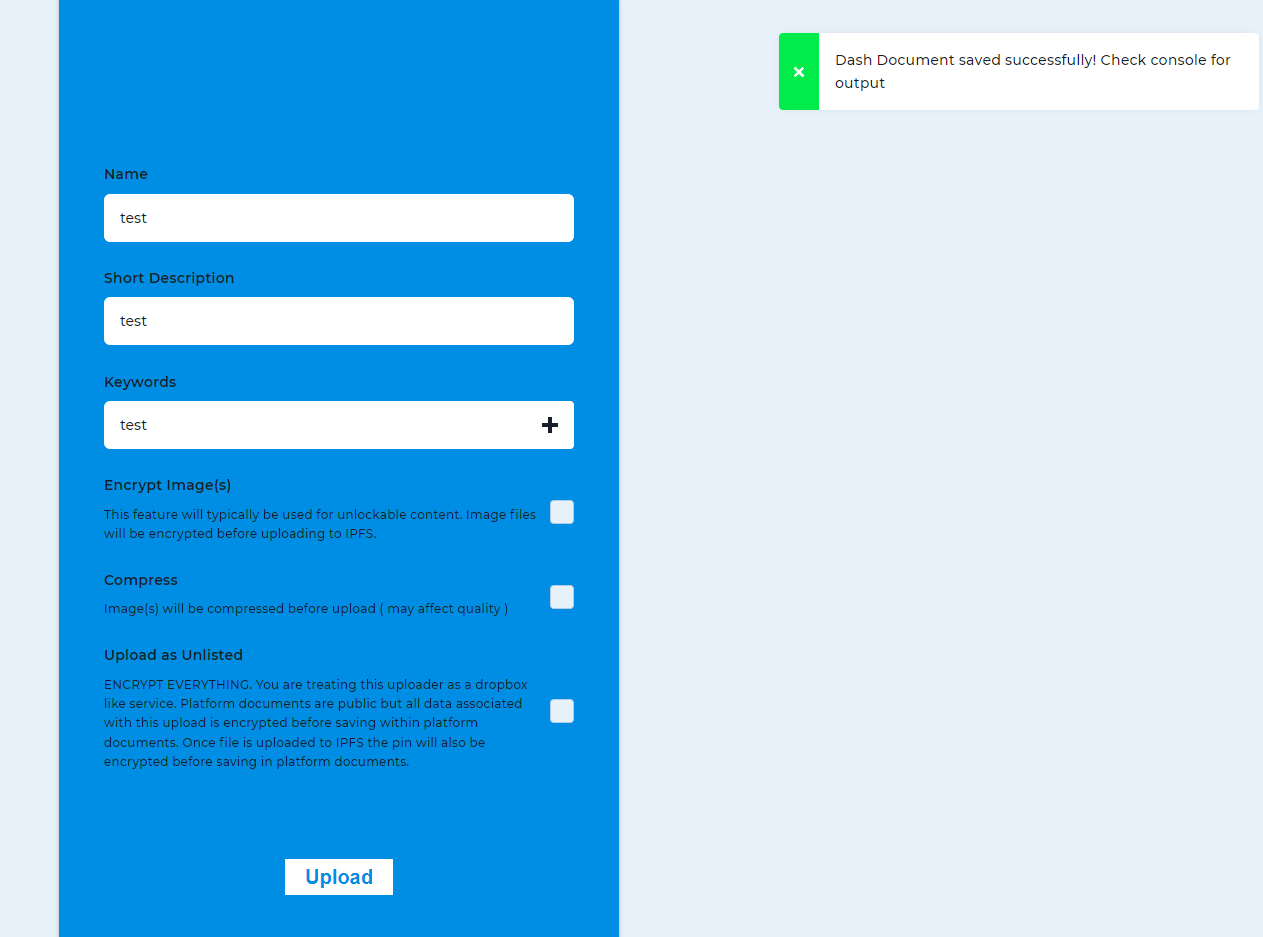 Dash Document saved successfully! Check console for
output
Name
test
Short Description
test
Keywords
test
Encrypt Image(s)
This feature will typically be used for unlockable content. Image files
will be encrypted before uploading to IPFS.
Compress
Image(s) will be compressed before upload ( may affect quality )
Upload as Unlisted
ENCRYPT EVERYTHING. You are treating this uploader as a dropbox
like service. Platform documents are public but all data associated
with this upload is encrypted before saving within platform
documents. Once file is uploaded to IPFS the pin will also be
encrypted before saving in platform documents.
Upload